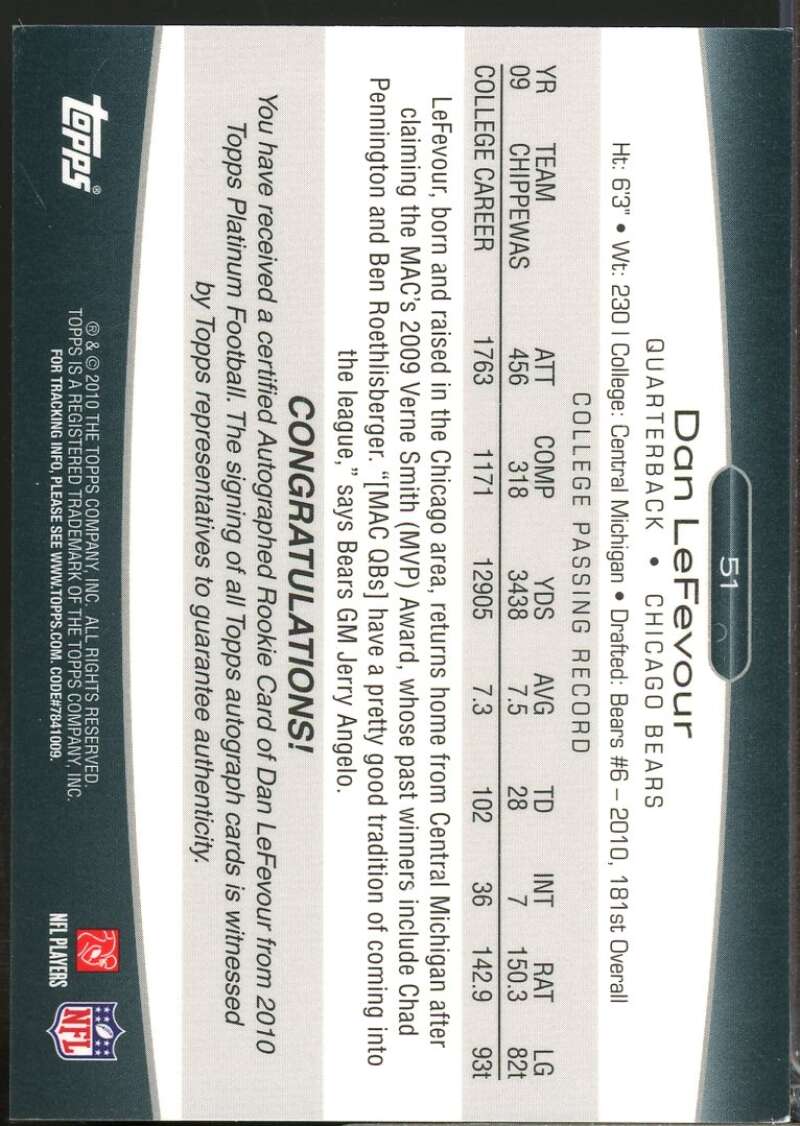 51
Dan LeFevour
QUARTERBACK • CHICAGO BEARS
Ht: 6'3" • Wt: 230 | College: Central Michigan • Drafted: Bears #6 – 2010, 181st Overall
COLLEGE PASSING RECORD
YR TEAM ATT COMP YDS AVG TD INT RAT LG
09 CHIPPEWAS 456 318 3438 7.5 28 7 150.3 82t
COLLEGE CAREER 1763 1171 12905 7.3 102 36 142.9 93t
LeFevour, born and raised in the Chicago area, returns home from Central Michigan after
claiming the MAC's 2009 Verne Smith (MVP) Award, whose past winners include Chad
Pennington and Ben Roethlisberger. “[MAC QBs] have a pretty good tradition of coming into
the league,” says Bears GM Jerry Angelo.
CONGRATULATIONS!
You have received a certified Autographed Rookie Card of Dan LeFevour from 2010
Topps Platinum Football. The signing of all Topps autograph cards is witnessed
by Topps representatives to guarantee authenticity.
Topps®
® & © 2010 THE TOPPS COMPANY, INC. ALL RIGHTS RESERVED.
TOPPS IS A REGISTERED TRADEMARK OF THE TOPPS COMPANY, INC.
FOR TRACKING INFO, PLEASE SEE WWW.TOPPS.COM. CODE#7841009.
NFL PLAYERS
NFL